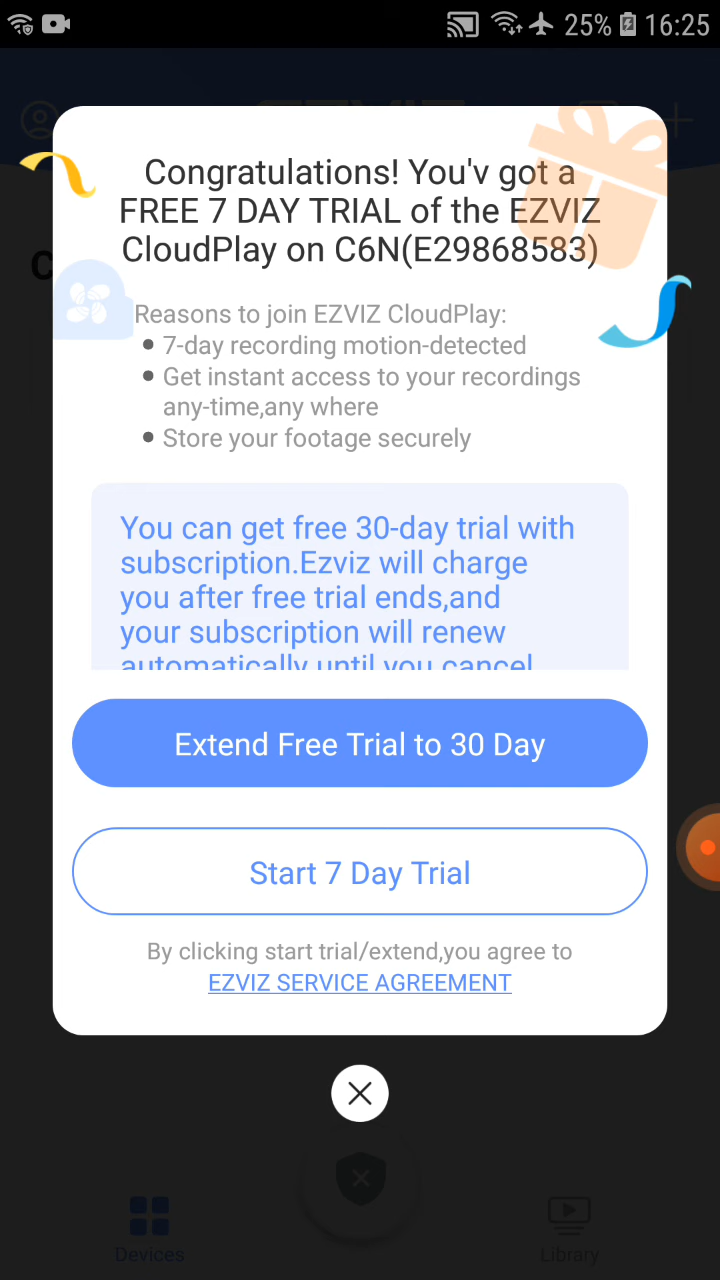 25% 16:25
Congratulations! You'v got a
FREE 7 DAY TRIAL of the EZVIZ
CloudPlay on C6N(E29868583)
Reasons to join EZVIZ CloudPlay:
• 7-day recording motion-detected
• Get instant access to your recordings
any-time,any where
• Store your footage securely
You can get free 30-day trial with
subscription.Ezviz will charge
you after free trial ends,and
your subscription will renew
automatically until you cancel
Extend Free Trial to 30 Day
Start 7 Day Trial
By clicking start trial/extend,you agree to
EZVIZ SERVICE AGREEMENT
Devices
Library